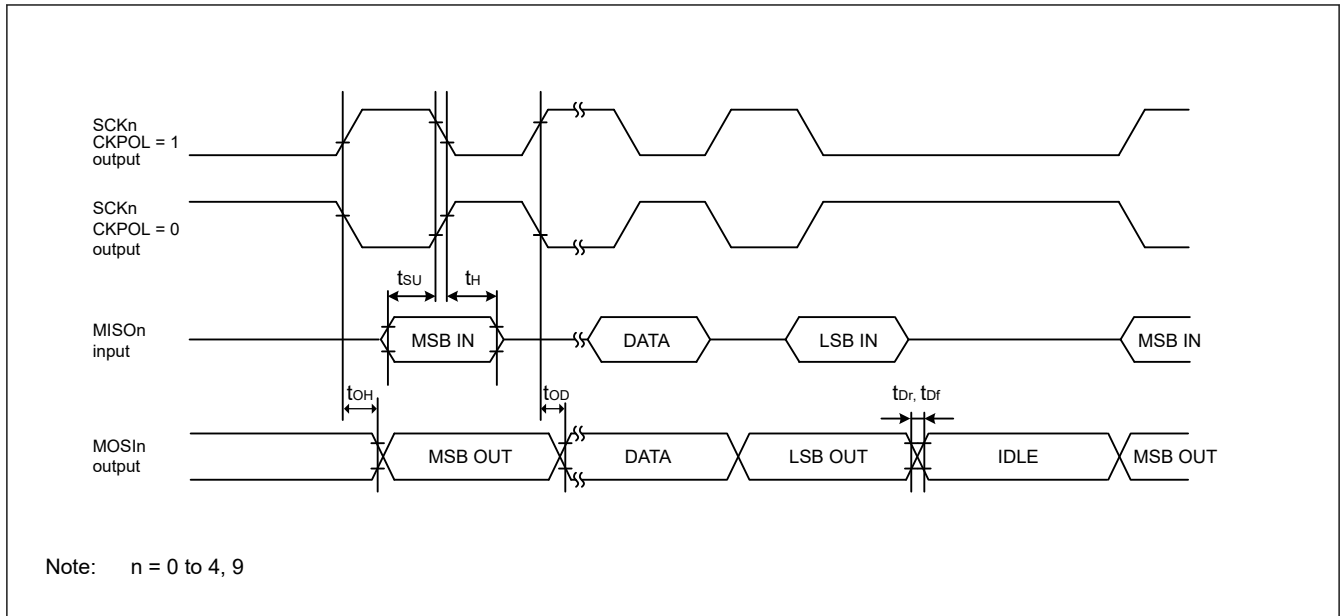 SCKn
CKPOL = 1
output
SCKn
CKPOL = 0
output
tSU
tH
MISOn
input
MSB IN
DATA
LSB IN
MSB IN
tOH
tOD
tDr, tDf
MOSIn
output
MSB OUT
DATA
LSB OUT
IDLE
MSB OUT
Note: n = 0 to 4, 9